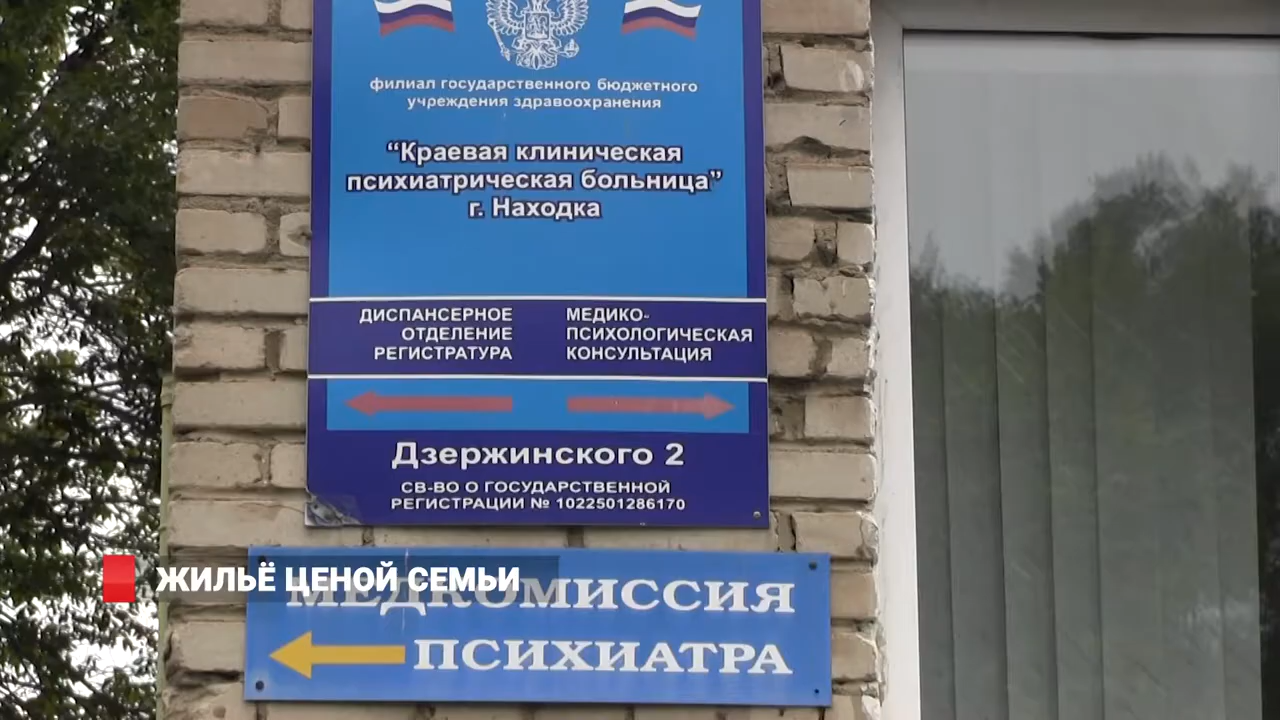 филиал государственного бюджетного
учреждения здравоохранения
“Краевая клиническая
психиатрическая больница”
г. Находка
ДИСПАНСЕРНОЕ
ОТДЕЛЕНИЕ
РЕГИСТРАТУРА
МЕДИКО-
ПСИХОЛОГИЧЕСКАЯ
КОНСУЛЬТАЦИЯ
Дзержинского 2
СВ-ВО О ГОСУДАРСТВЕННОЙ
РЕГИСТРАЦИИ № 1022501286170
ЖИЛЬЁ ЦЕНОЙ СЕМЬИ
МЕДКОМИССИЯ
ПСИХИАТРА